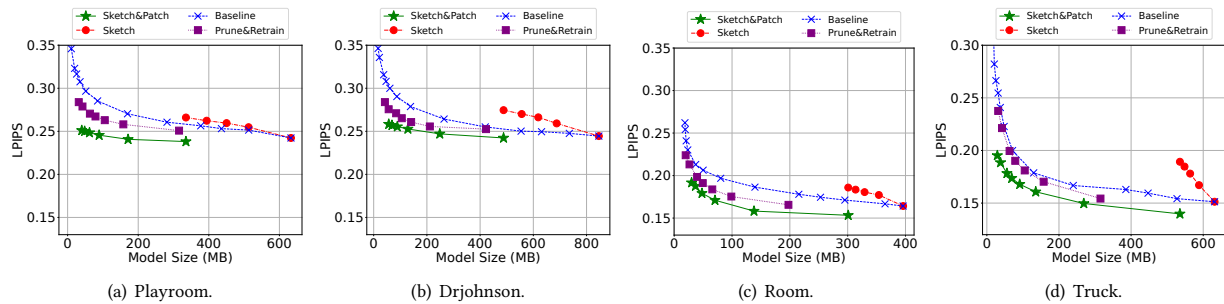 Sketch&Patch Baseline
Sketch Prune&Retrain
0.35
0.30
0.25
0.20
0.15
LPIPS
0 200 400 600
Model Size (MB)
(a) Playroom.
Sketch&Patch Baseline
Sketch Prune&Retrain
0.35
0.30
0.25
0.20
0.15
LPIPS
0 200 400 600 800
Model Size (MB)
(b) Drjohnson.
Sketch&Patch Baseline
Sketch Prune&Retrain
0.35
0.30
0.25
0.20
0.15
LPIPS
0 100 200 300 400
Model Size (MB)
(c) Room.
Sketch&Patch Baseline
Sketch Prune&Retrain
0.30
0.25
0.20
0.15
LPIPS
0 200 400 600
Model Size (MB)
(d) Truck.